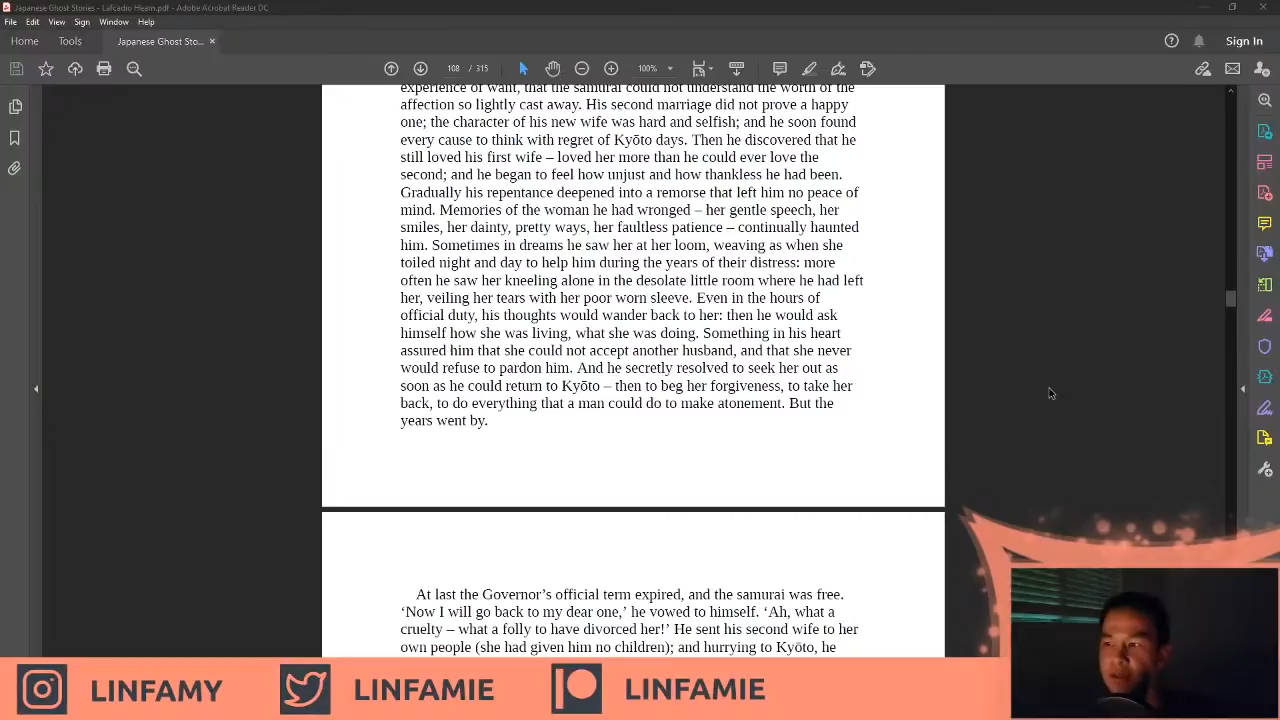 Japanese Ghost Stories - Lafcadio Hearn.pdf - Adobe Acrobat Reader DC
File Edit View Sign Window Help
Home Tools Japanese Ghost Sto... × Sign In
108 / 315 100%
experience of want, that the samurai could not understand the worth of the
affection so lightly cast away. His second marriage did not prove a happy
one; the character of his new wife was hard and selfish; and he soon found
every cause to think with regret of Kyōto days. Then he discovered that he
still loved his first wife – loved her more than he could ever love the
second; and he began to feel how unjust and how thankless he had been.
Gradually his repentance deepened into a remorse that left him no peace of
mind. Memories of the woman he had wronged – her gentle speech, her
smiles, her dainty, pretty ways, her faultless patience – continually haunted
him. Sometimes in dreams he saw her at her loom, weaving as when she
toiled night and day to help him during the years of their distress: more
often he saw her kneeling alone in the desolate little room where he had left
her, veiling her tears with her poor worn sleeve. Even in the hours of
official duty, his thoughts would wander back to her: then he would ask
himself how she was living, what she was doing. Something in his heart
assured him that she could not accept another husband, and that she never
would refuse to pardon him. And he secretly resolved to seek her out as
soon as he could return to Kyōto – then to beg her forgiveness, to take her
back, to do everything that a man could do to make atonement. But the
years went by.
At last the Governor's official term expired, and the samurai was free.
‘Now I will go back to my dear one,’ he vowed to himself. ‘Ah, what a
cruelty – what a folly to have divorced her!’ He sent his second wife to her
own people (she had given him no children); and hurrying to Kyōto, he
LINFAMY LINFAMIE LINFAMIE